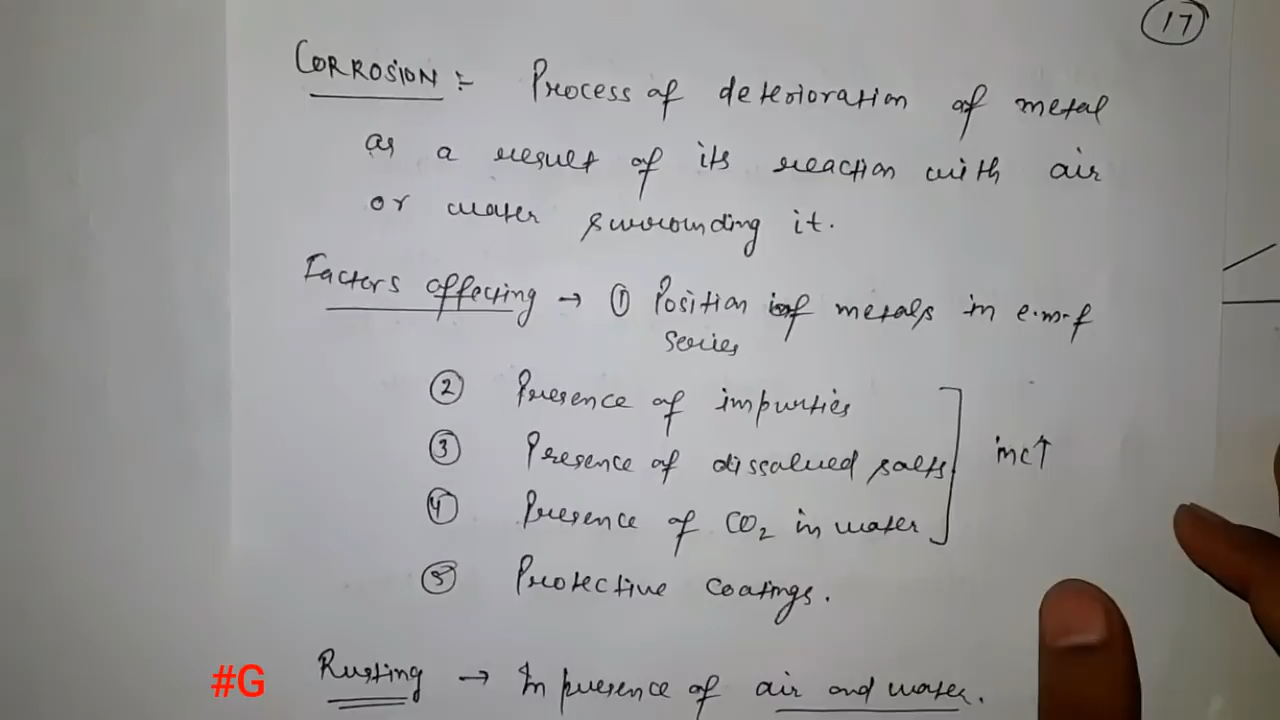 17
CORROSION :- Process of deterioration of metal
as a result of its reaction with air
or water surrounding it.
Factors affecting → ① Position of metals in e.m.f
series
② Presence of impurties
③ Presence of dissalved salts
④ Presence of CO₂ in water
inc↑
⑤ Protective coatings.
#G
Rusting → In presence of air and water.